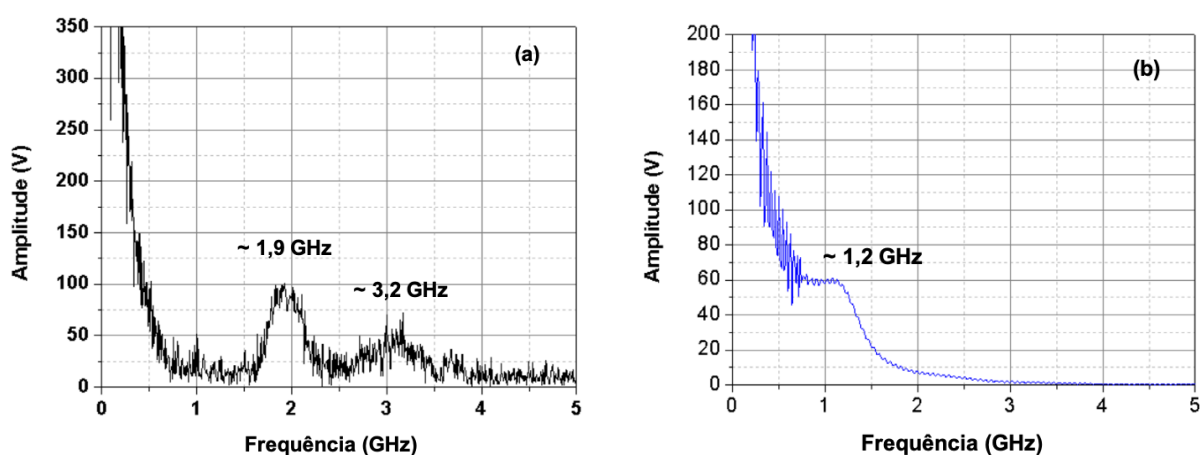 350
300
250
200
150
100
50
0
Amplitude (V)
(a)
~ 1,9 GHz
~ 3,2 GHz
0 1 2 3 4 5
Frequência (GHz)
200
180
160
140
120
100
80
60
40
20
0
Amplitude (V)
(b)
~ 1,2 GHz
0 1 2 3 4 5
Frequência (GHz)